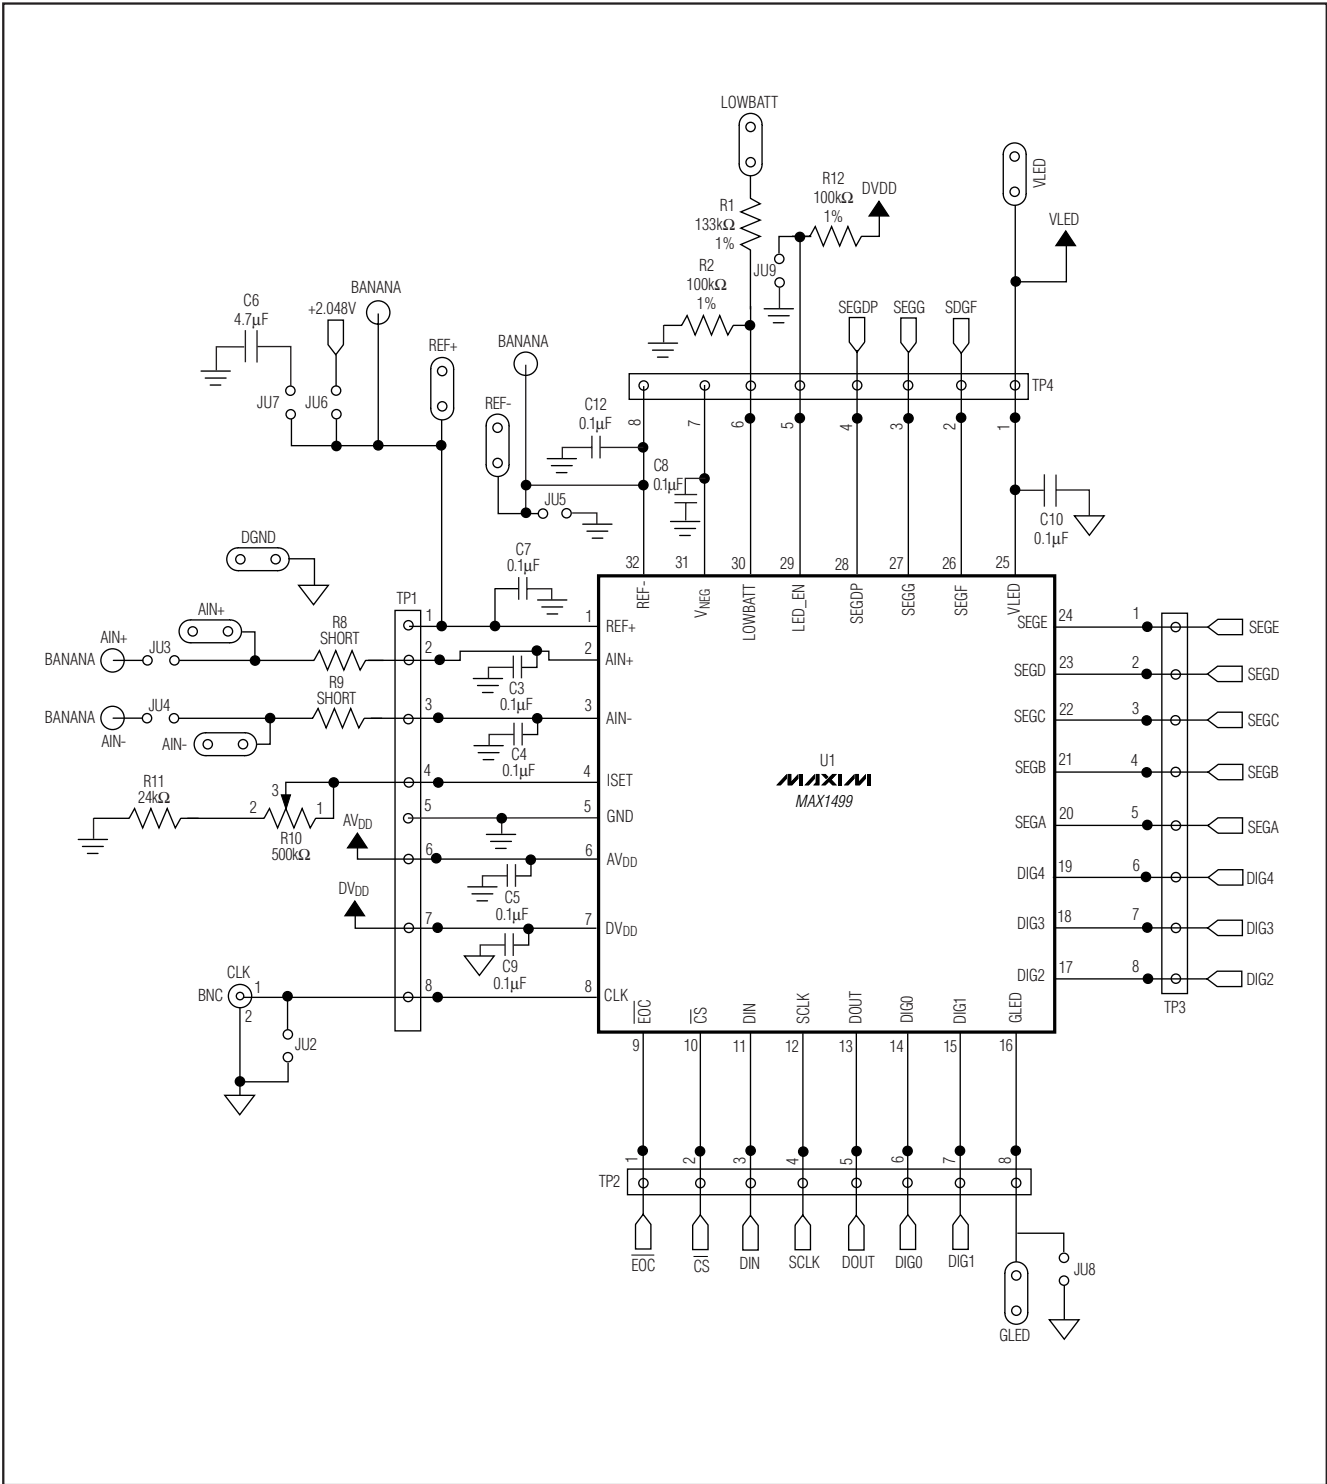 LOWBATT
VLED
R12
100kΩ
1%
DVDD
R1
133kΩ
1%
VLED
R2
100kΩ
1%
JU9
BANANA
C6
4.7µF
+2.048V
SEGDP
SEGG
SDGF
REF+
BANANA
TP4
JU7
JU6
REF-
C12
0.1µF
8
7
6
5
4
3
2
1
C8
0.1µF
JU5
C10
0.1µF
DGND
C7
0.1µF
32
31
30
29
28
27
26
25
REF-
VNEG
LOWBATT
LED_EN
SEGDP
SEGG
SEGF
VLED
TP1
AIN+
R8
SHORT
1
1
REF+
SEGE
24
1
SEGE
AIN+
BANANA
JU3
2
2
AIN+
SEGD
23
2
SEGD
C3
0.1µF
R9
SHORT
BANANA
JU4
AIN-
AIN-
3
3
AIN-
SEGC
22
3
SEGC
C4
0.1µF
U1
MAXIM
MAX1499
R11
24kΩ
2
3
1
R10
500kΩ
4
4
ISET
SEGB
21
4
SEGB
5
5
GND
SEGA
20
5
SEGA
AVDD
6
6
AVDD
C5
0.1µF
DIG4
19
6
DIG4
DVDD
7
7
DVDD
C9
0.1µF
DIG3
18
7
DIG3
CLK
BNC
1
2
8
8
CLK
DIG2
17
8
DIG2
TP3
JU2
EOC
CS
DIN
SCLK
DOUT
DIG0
DIG1
GLED
9
10
11
12
13
14
15
16
1
2
3
4
5
6
7
8
TP2
EOC
CS
DIN
SCLK
DOUT
DIG0
DIG1
JU8
GLED